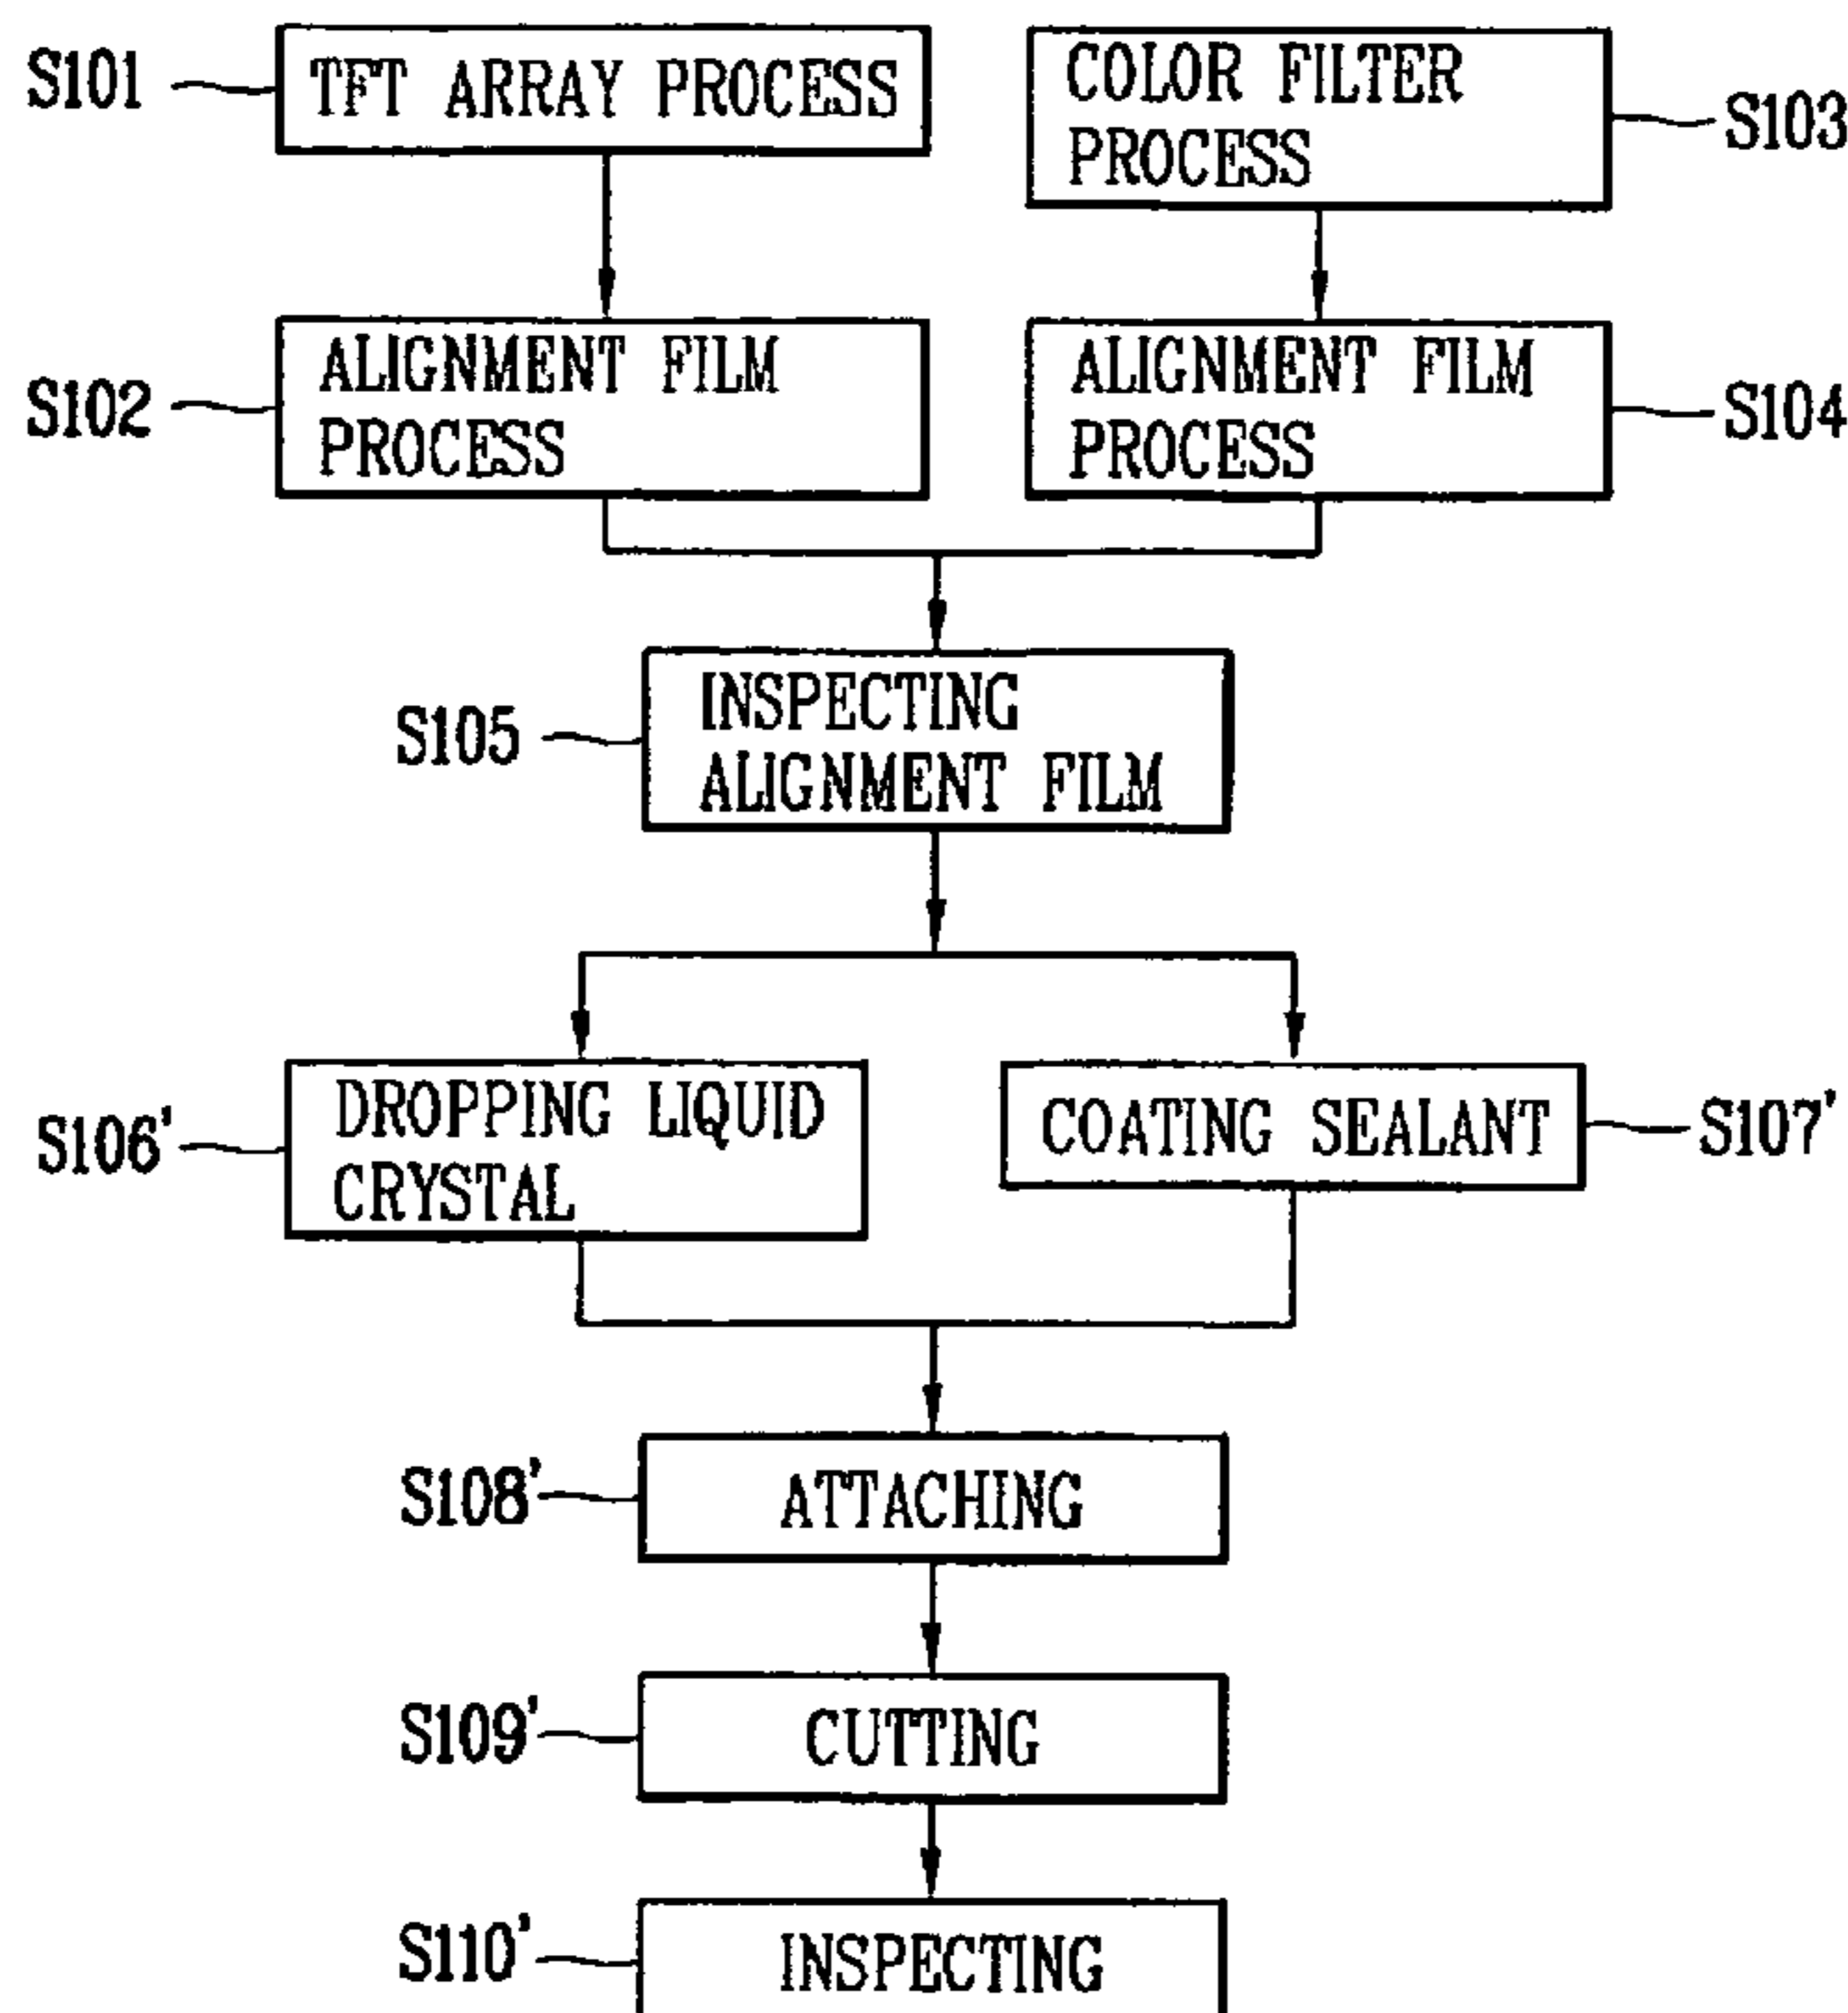 S101
TFT ARRAY PROCESS
COLOR FILTER
PROCESS
S103
S102
ALIGNMENT FILM
PROCESS
ALIGNMENT FILM
PROCESS
S104
S105
INSPECTING
ALIGNMENT FILM
S106'
DROPPING LIQUID
CRYSTAL
COATING SEALANT
S107'
S108'
ATTACHING
S109'
CUTTING
S110'
INSPECTING